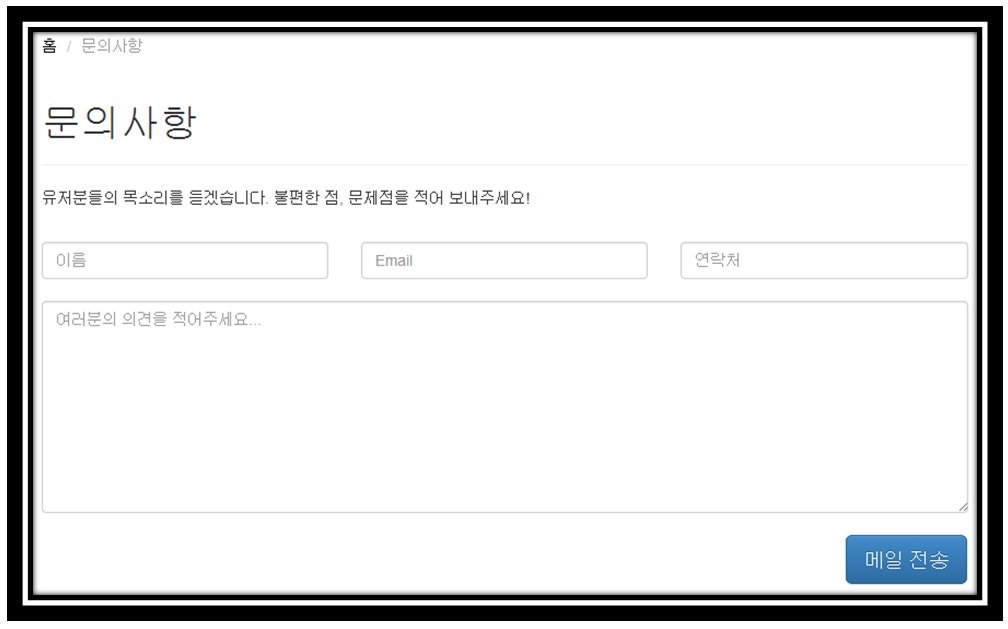 홈 / 문의사항
문의사항
유저분들의 목소리를 듣겠습니다. 불편한 점, 문제점을 적어 보내주세요!
이름 Email 연락처
여러분의 의견을 적어주세요...
메일 전송